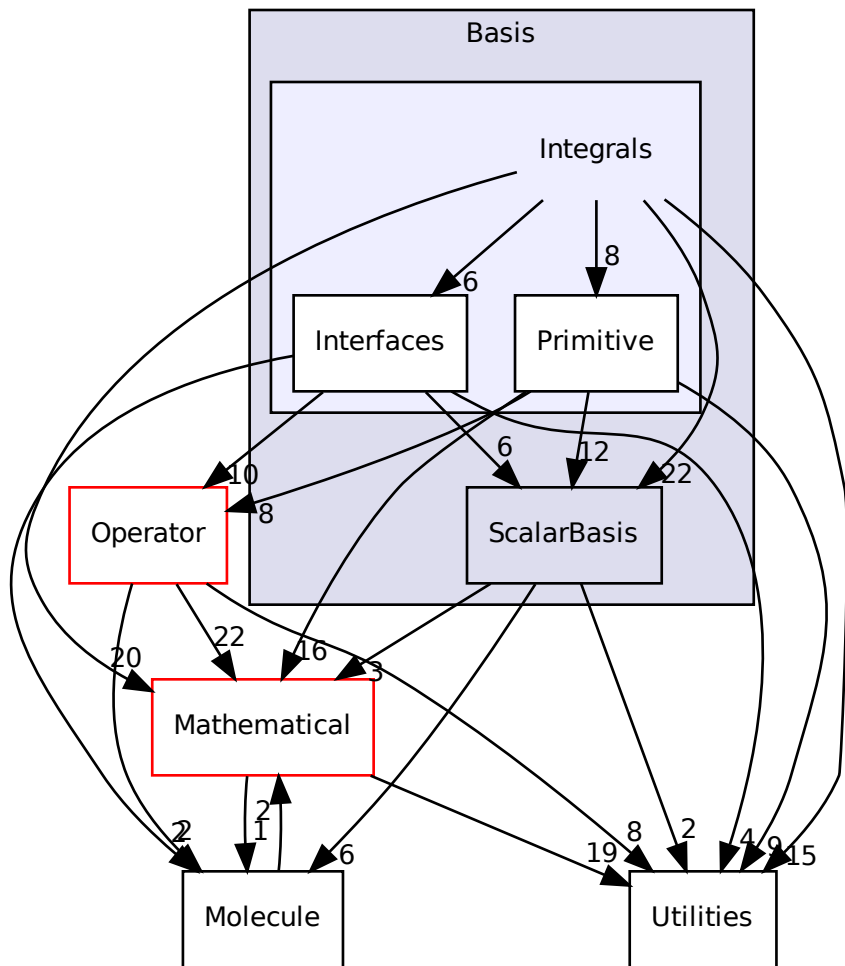 Basis
Integrals
6
8
Interfaces
Primitive
6
12
10
22
8
Operator
ScalarBasis
22
16
20
3
Mathematical
2
2
2
1
6
19
8
2
4
9
15
Molecule
Utilities